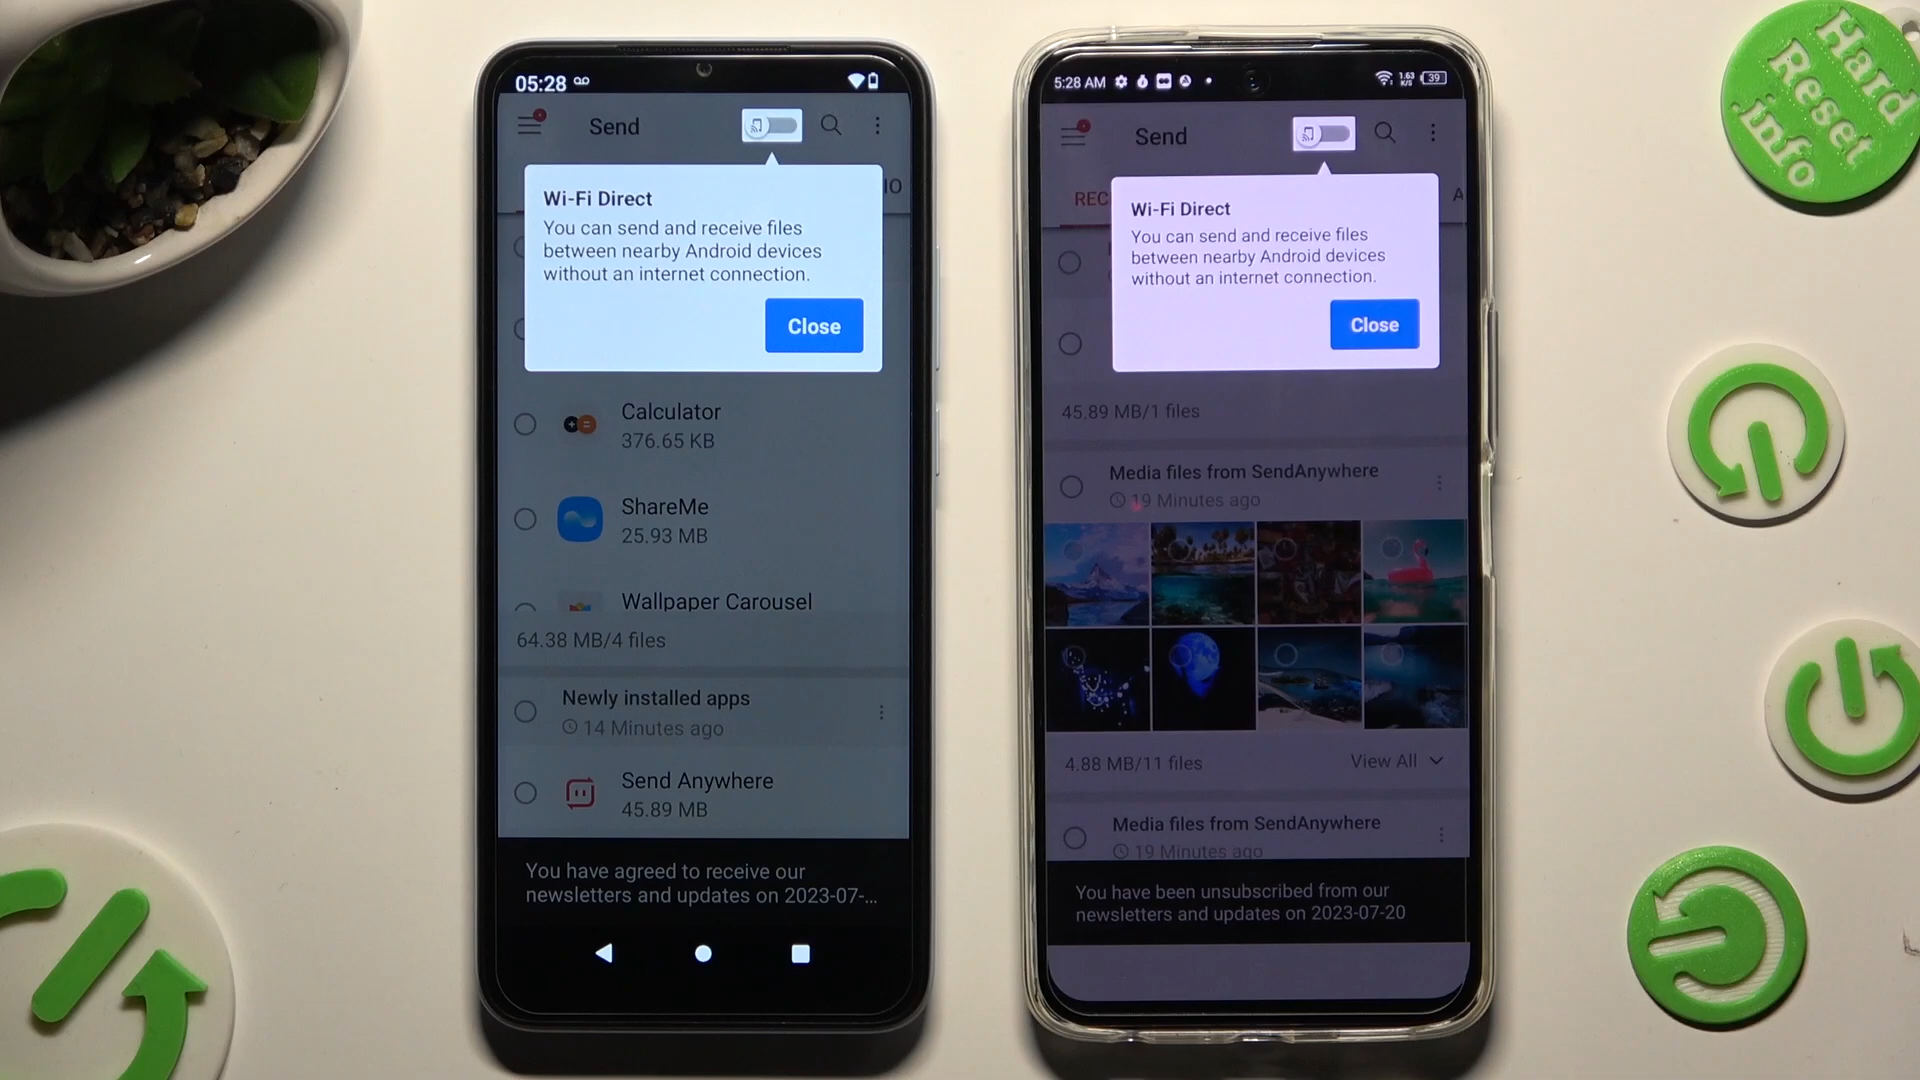 05:28
Send
IO
Wi-Fi Direct
You can send and receive files
between nearby Android devices
without an internet connection.
Close
Calculator
376.65 KB
ShareMe
25.93 MB
Wallpaper Carousel
64.38 MB/4 files
Newly installed apps
14 Minutes ago
Send Anywhere
45.89 MB
You have agreed to receive our
newsletters and updates on 2023-07-...
5:28 AM
1.63
K/S
39
Send
REC
A
Wi-Fi Direct
You can send and receive files
between nearby Android devices
without an internet connection.
Close
45.89 MB/1 files
Media files from SendAnywhere
19 Minutes ago
4.88 MB/11 files
View All
Media files from SendAnywhere
19 Minutes ago
You have been unsubscribed from our
newsletters and updates on 2023-07-20
Hard
Reset
info